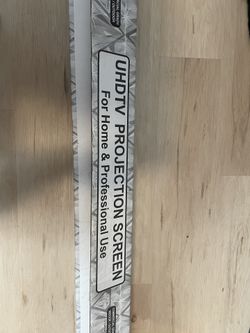 UHDTV PROJECTION SCREEN
For Home & Professional Use